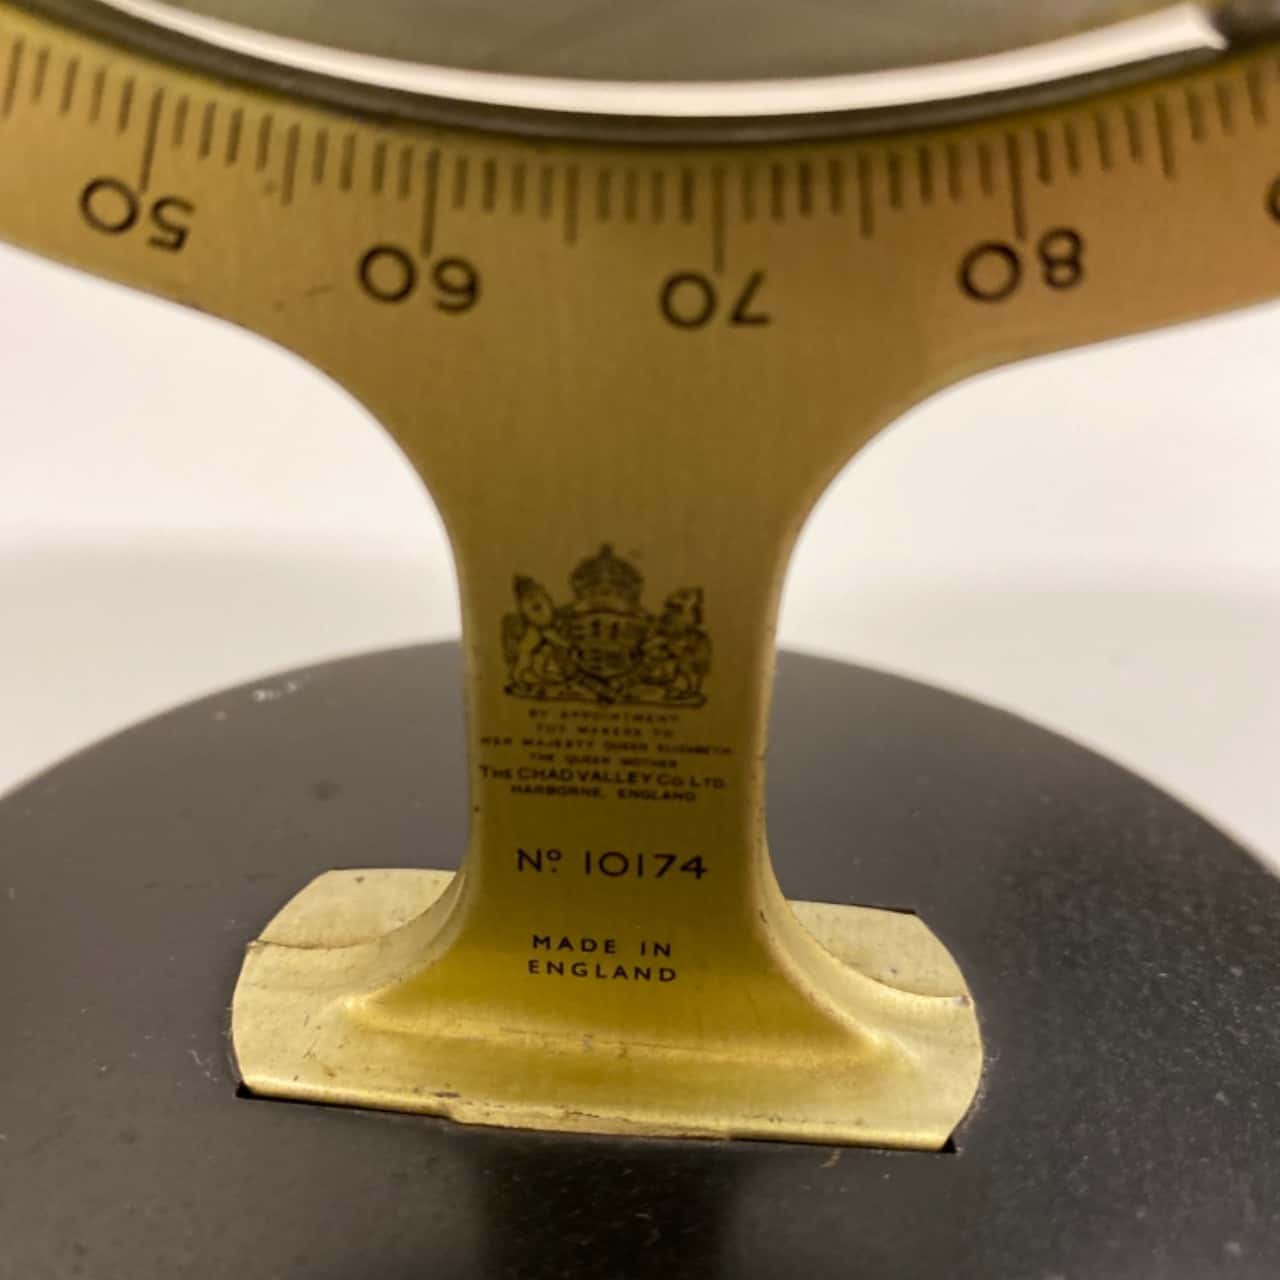 50 60 70 80
BY APPOINTMENT
TOY MAKERS TO
HER MAJESTY QUEEN ELIZABETH
THE QUEEN MOTHER
THE CHAD VALLEY Co. LTD.
HARBORNE, ENGLAND
Nº. 10174
MADE IN
ENGLAND